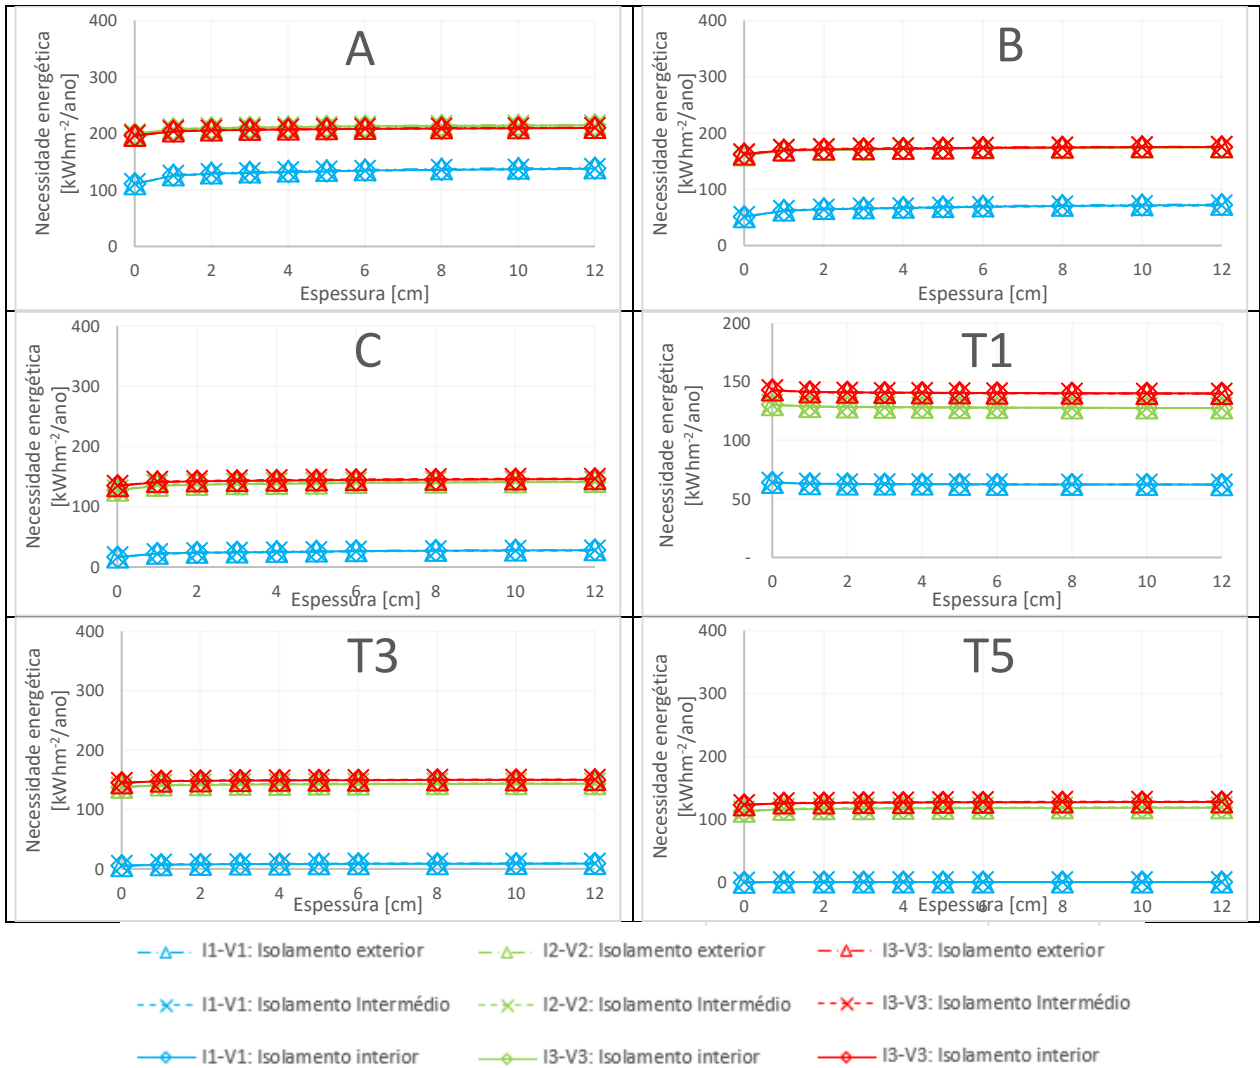 A
Necessidade energética
[kWhm-2/ano]
400
300
200
100
0
0 2 4 6 8 10 12
Espessura [cm]
B
Necessidade energética
[kWhm-2/ano]
400
300
200
100
0
0 2 4 6 8 10 12
Espessura [cm]
C
Necessidade energética
[kWhm-2/ano]
400
300
200
100
0
0 2 4 6 8 10 12
Espessura [cm]
T1
Necessidade energética
[kWhm-2/ano]
200
150
100
50
-
0 2 4 6 8 10 12
Espessura [cm]
T3
Necessidade energética
[kWhm-2/ano]
400
300
200
100
0
0 2 4 6 8 10 12
Espessura [cm]
T5
Necessidade energética
[kWhm-2/ano]
400
300
200
100
0
0 2 4 6 8 10 12
Espessura [cm]
I1-V1: Isolamento exterior I2-V2: Isolamento exterior I3-V3: Isolamento exterior
I1-V1: Isolamento Intermédio I2-V2: Isolamento Intermédio I3-V3: Isolamento Intermédio
I1-V1: Isolamento interior I3-V3: Isolamento interior I3-V3: Isolamento interior